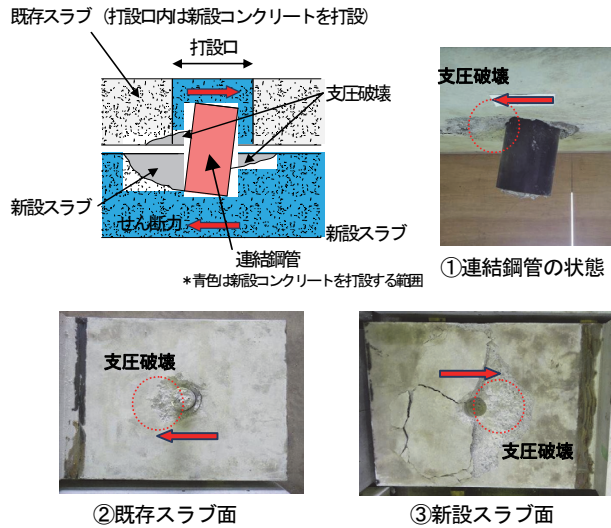 既存スラブ（打設口内は新設コンクリートを打設）
打設口
支圧破壊
新設スラブ
せん断力
新設スラブ
連結鋼管
＊青色は新設コンクリートを打設する範囲
支圧破壊
①連結鋼管の状態
支圧破壊
②既存スラブ面
支圧破壊
③新設スラブ面